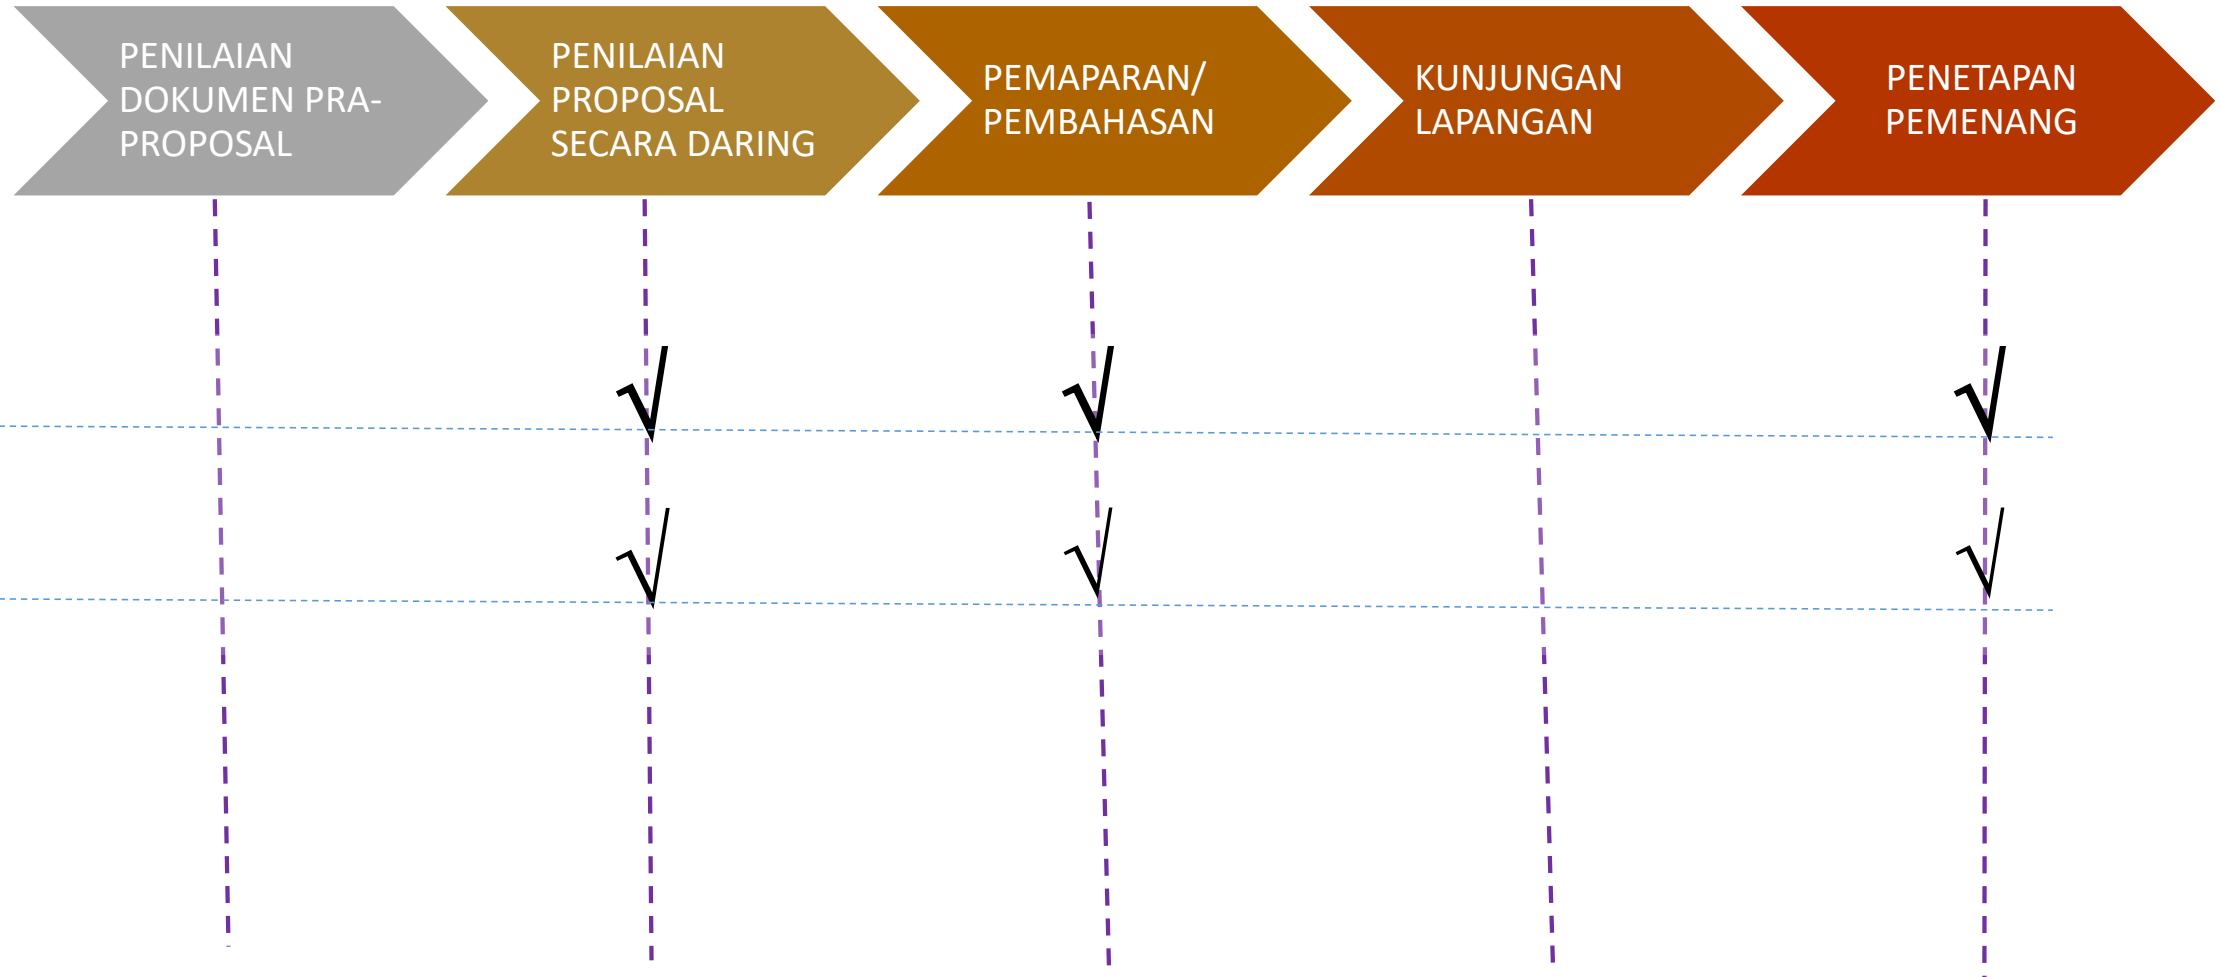 PENILAIAN
DOKUMEN PRA-
PROPOSAL
PENILAIAN
PROPOSAL
SECARA DARING
PEMAPARAN/
PEMBAHASAN
KUNJUNGAN
LAPANGAN
PENETAPAN
PEMENANG
√ √ √
√ √ √